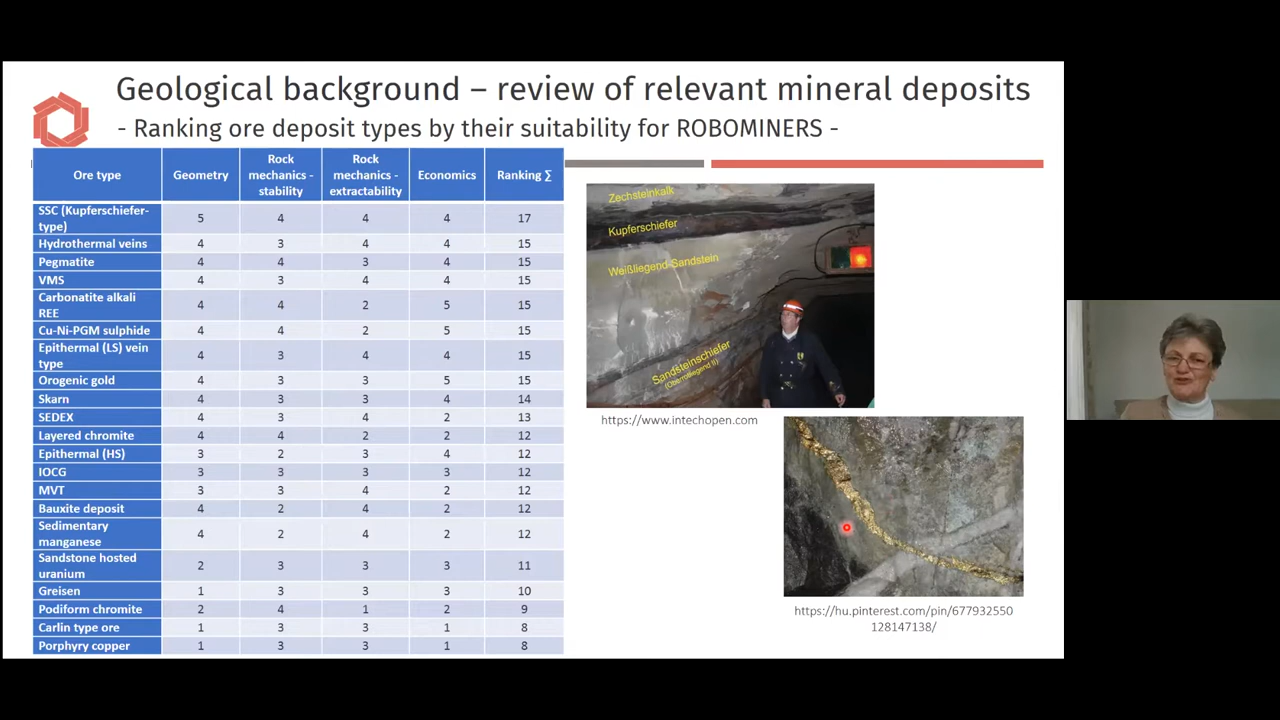 Geological background – review of relevant mineral deposits
- Ranking ore deposit types by their suitability for ROBOMINERS -
Ore type Geometry Rock mechanics - stability Rock mechanics - extractability Economics Ranking ∑
SSC (Kupferschiefer-type) 5 4 4 4 17
Hydrothermal veins 4 3 4 4 15
Pegmatite 4 4 3 4 15
VMS 4 3 4 4 15
Carbonatite alkali REE 4 4 2 5 15
Cu-Ni-PGM sulphide 4 4 2 5 15
Epithermal (LS) vein type 4 3 4 4 15
Orogenic gold 4 3 3 5 15
Skarn 4 3 3 4 14
SEDEX 4 3 4 2 13
Layered chromite 4 4 2 2 12
Epithermal (HS) 3 2 3 4 12
IOCG 3 3 3 3 12
MVT 3 3 4 2 12
Bauxite deposit 4 2 4 2 12
Sedimentary manganese 4 2 4 2 12
Sandstone hosted uranium 2 3 3 3 11
Greisen 1 3 3 3 10
Podiform chromite 2 4 1 2 9
Carlin type ore 1 3 3 1 8
Porphyry copper 1 3 3 1 8
Zechsteinkalk
Kupferschiefer
Weißliegend-Sandstein
Sandsteinschiefer
https://www.intechopen.com
https://hu.pinterest.com/pin/677932550
128147138/